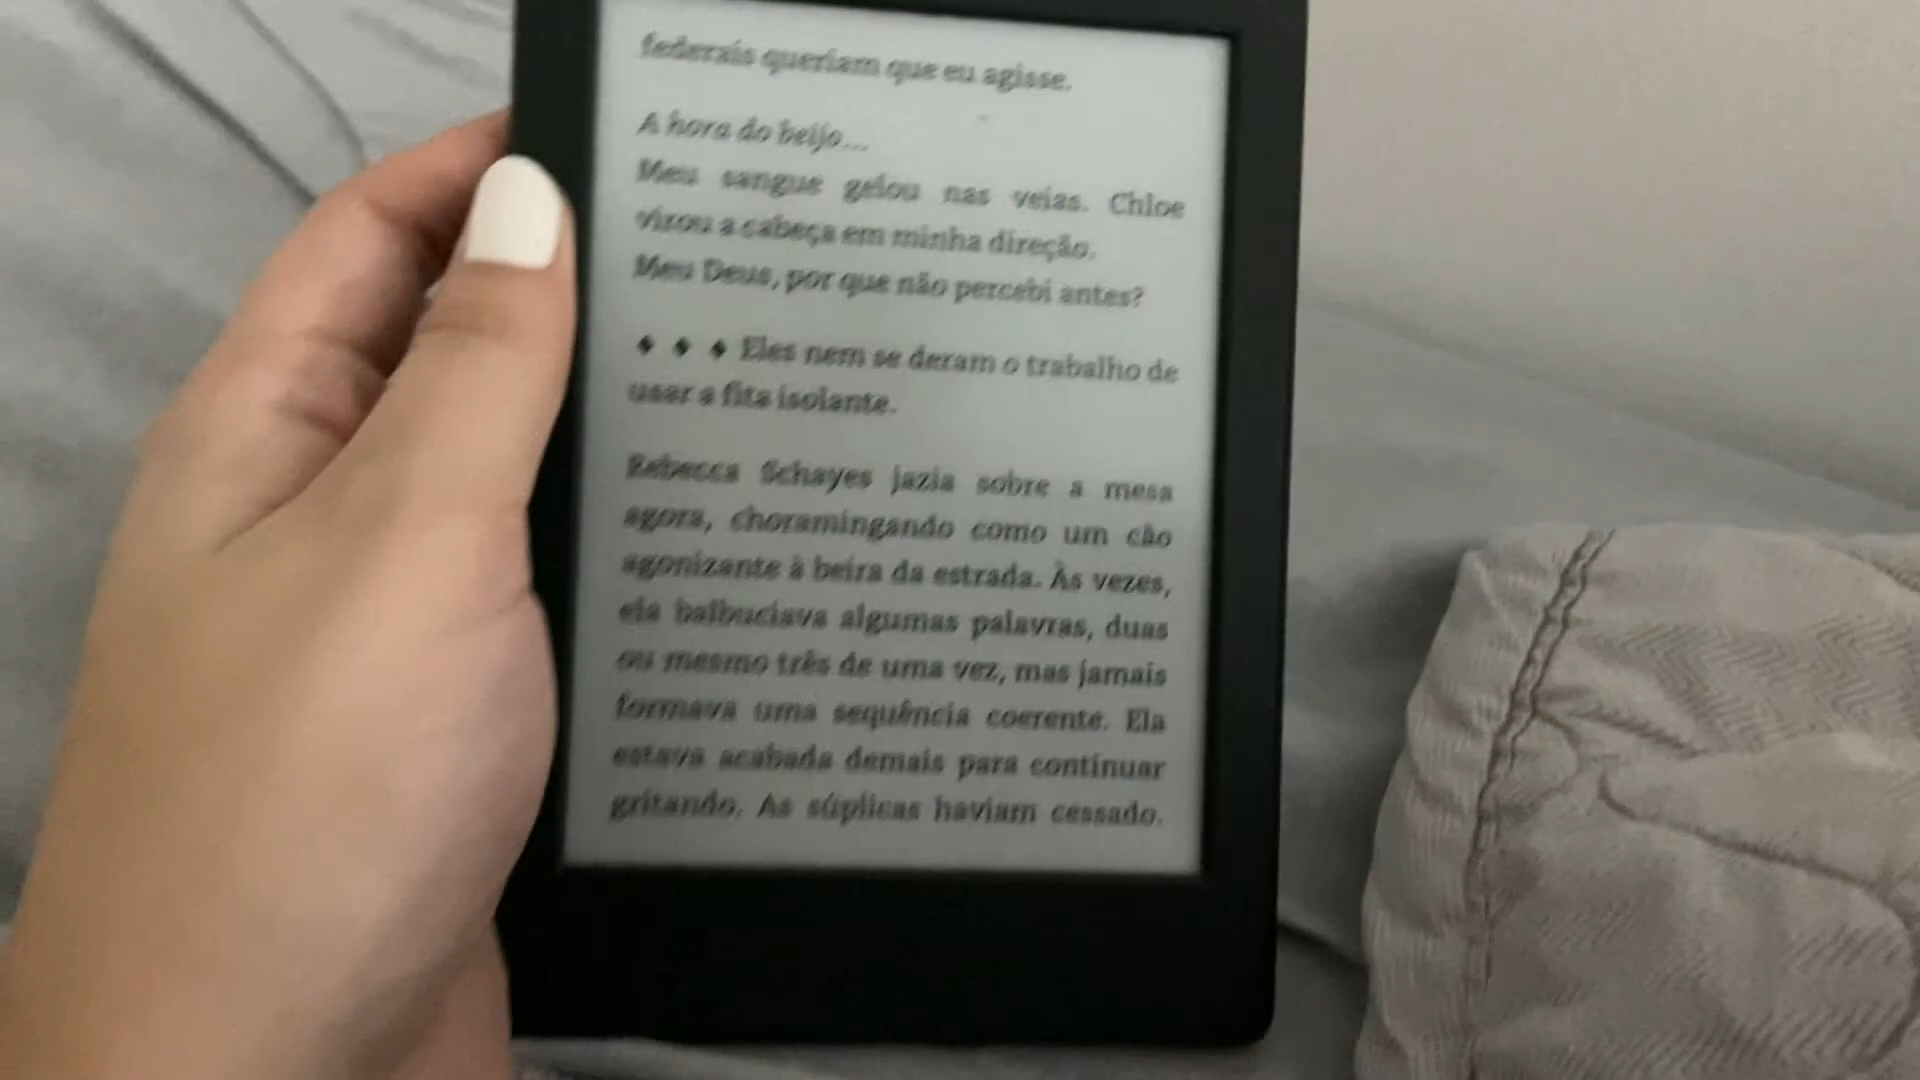 federais queriam que eu agisse.
A hora do beijo...
Meu sangue gelou nas veias. Chloe
virou a cabeça em minha direção.
Meu Deus, por que não percebi antes?
♦ ♦ ♦ Eles nem se deram o trabalho de
usar a fita isolante.
Rebecca Schayes jazia sobre a mesa
agora, choramingando como um cão
agonizante à beira da estrada. Às vezes,
ela balbuciava algumas palavras, duas
ou mesmo três de uma vez, mas jamais
formava uma sequência coerente. Ela
estava acabada demais para continuar
gritando. As súplicas haviam cessado.